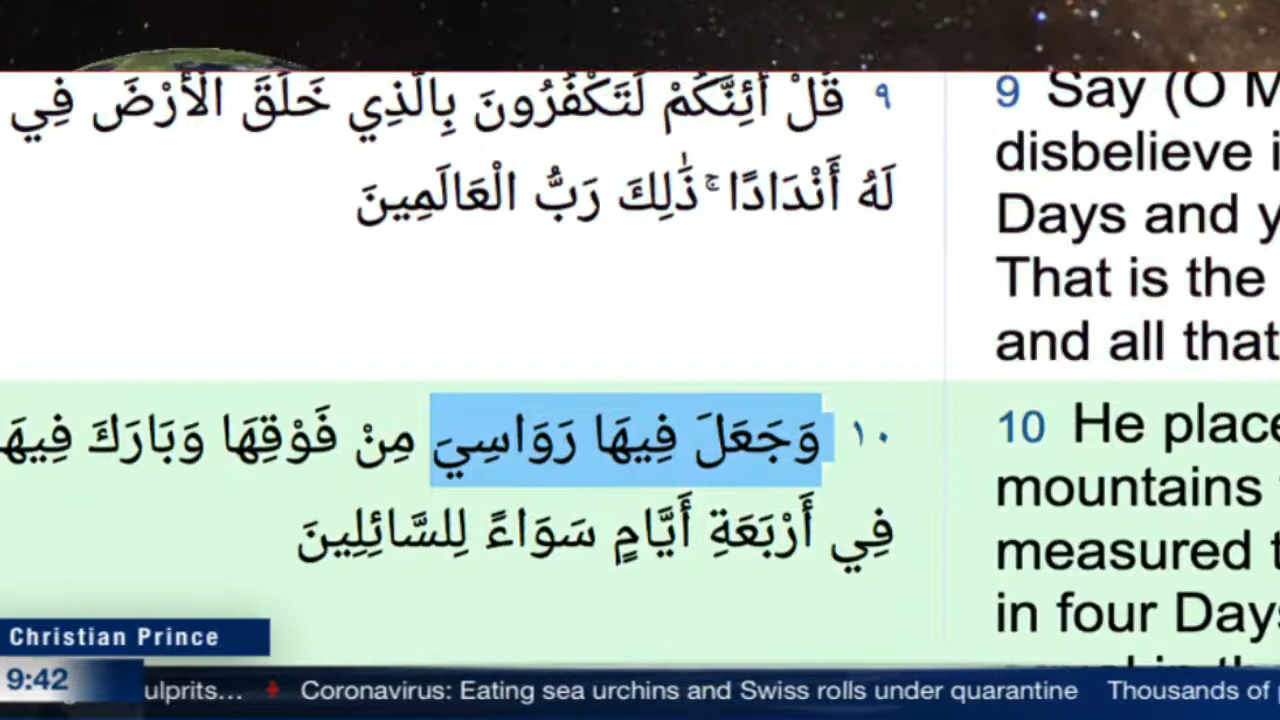 ٩ قُلْ أَئِنَّكُمْ لَتَكْفُرُونَ بِالَّذِي خَلَقَ الْأَرْضَ فِي
لَهُ أَنْدَادًا ۚ ذَٰلِكَ رَبُّ الْعَالَمِينَ
١٠ وَجَعَلَ فِيهَا رَوَاسِيَ مِنْ فَوْقِهَا وَبَارَكَ فِيهَا
فِي أَرْبَعَةِ أَيَّامٍ سَوَاءً لِلسَّائِلِينَ
9 Say (O M
disbelieve i
Days and y
That is the
and all that
10 He place
mountains
measured t
in four Days
Christian Prince
9:42
ulprits... ♦ Coronavirus: Eating sea urchins and Swiss rolls under quarantine Thousands of